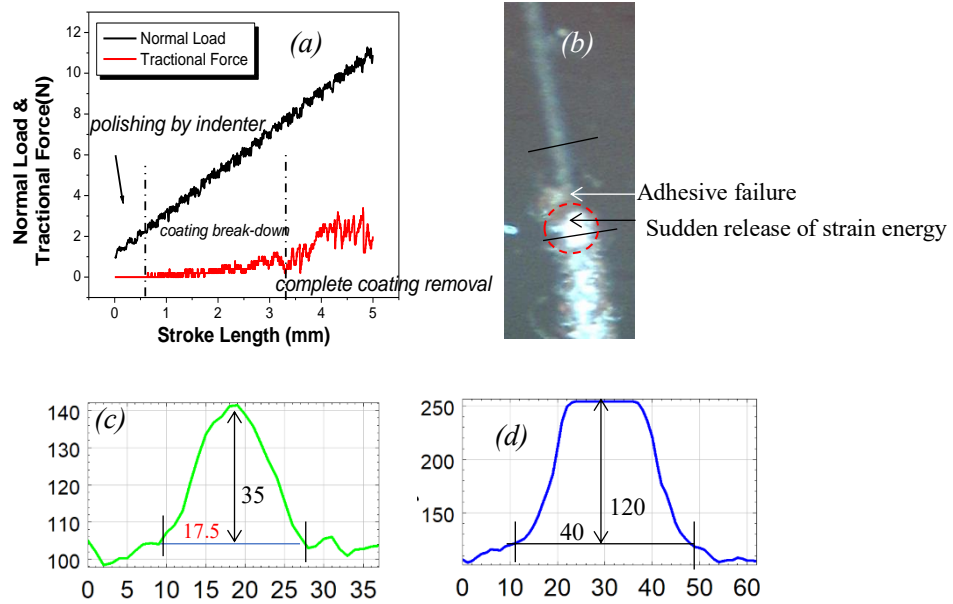 Normal Load
Tractional Force
(a)
Normal Load &
Tractional Force(N)
12
10
8
6
4
2
0
polishing by indenter
coating break-down
complete coating removal
0 1 2 3 4 5
Stroke Length (mm)
(b)
Adhesive failure
Sudden release of strain energy
(c)
140
130
120
110
100
35
17.5
0 5 10 15 20 25 30 35
(d)
250
200
150
120
40
0 10 20 30 40 50 60